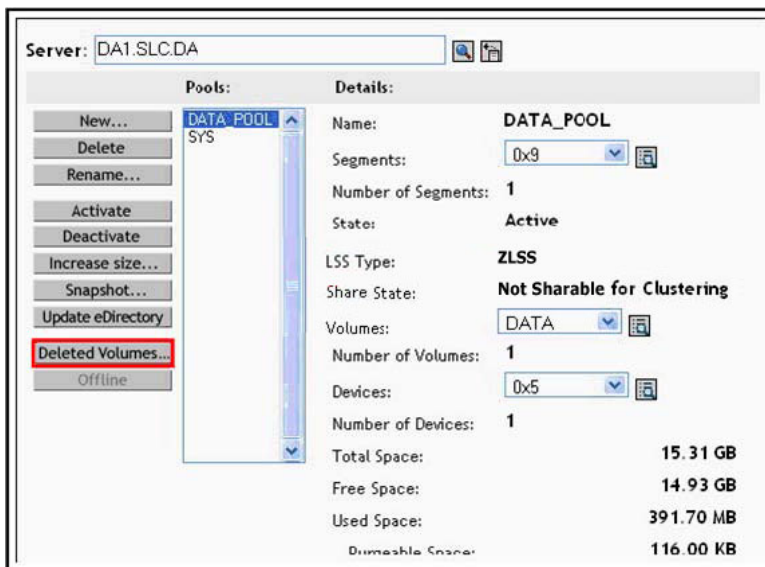 Server: DA1.SLC.DA
Pools: Details:
New...
Delete
Rename...
Activate
Deactivate
Increase size...
Snapshot...
Update eDirectory
Deleted Volumes...
Offline
DATA_POOL
SYS
Name: DATA_POOL
Segments: 0x9
Number of Segments: 1
State: Active
LSS Type: ZLSS
Share State: Not Sharable for Clustering
Volumes: DATA
Number of Volumes: 1
Devices: 0x5
Number of Devices: 1
Total Space: 15.31 GB
Free Space: 14.93 GB
Used Space: 391.70 MB
Purgeable Space: 116.00 KB